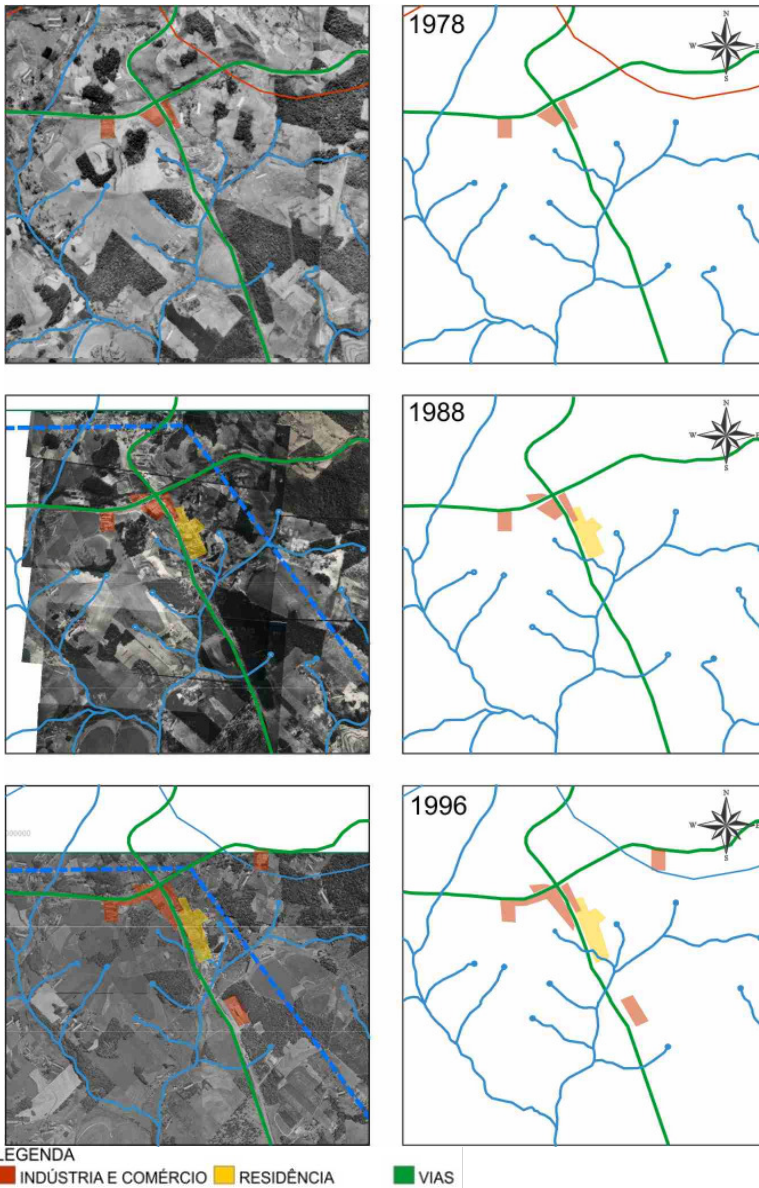 1978
N
W
E
S
1988
N
W
E
S
1996
N
W
E
S
LEGENDA
INDÚSTRIA E COMÉRCIO
RESIDÊNCIA
VIAS